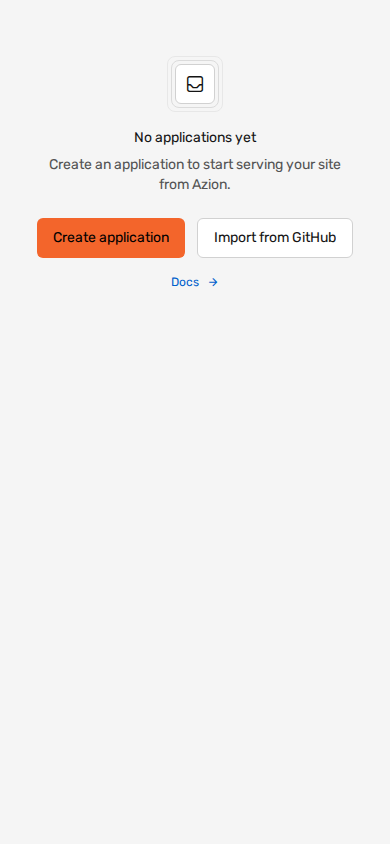 No applications yet
Create an application to start serving your site
from Azion.
Create application
Import from GitHub
Docs